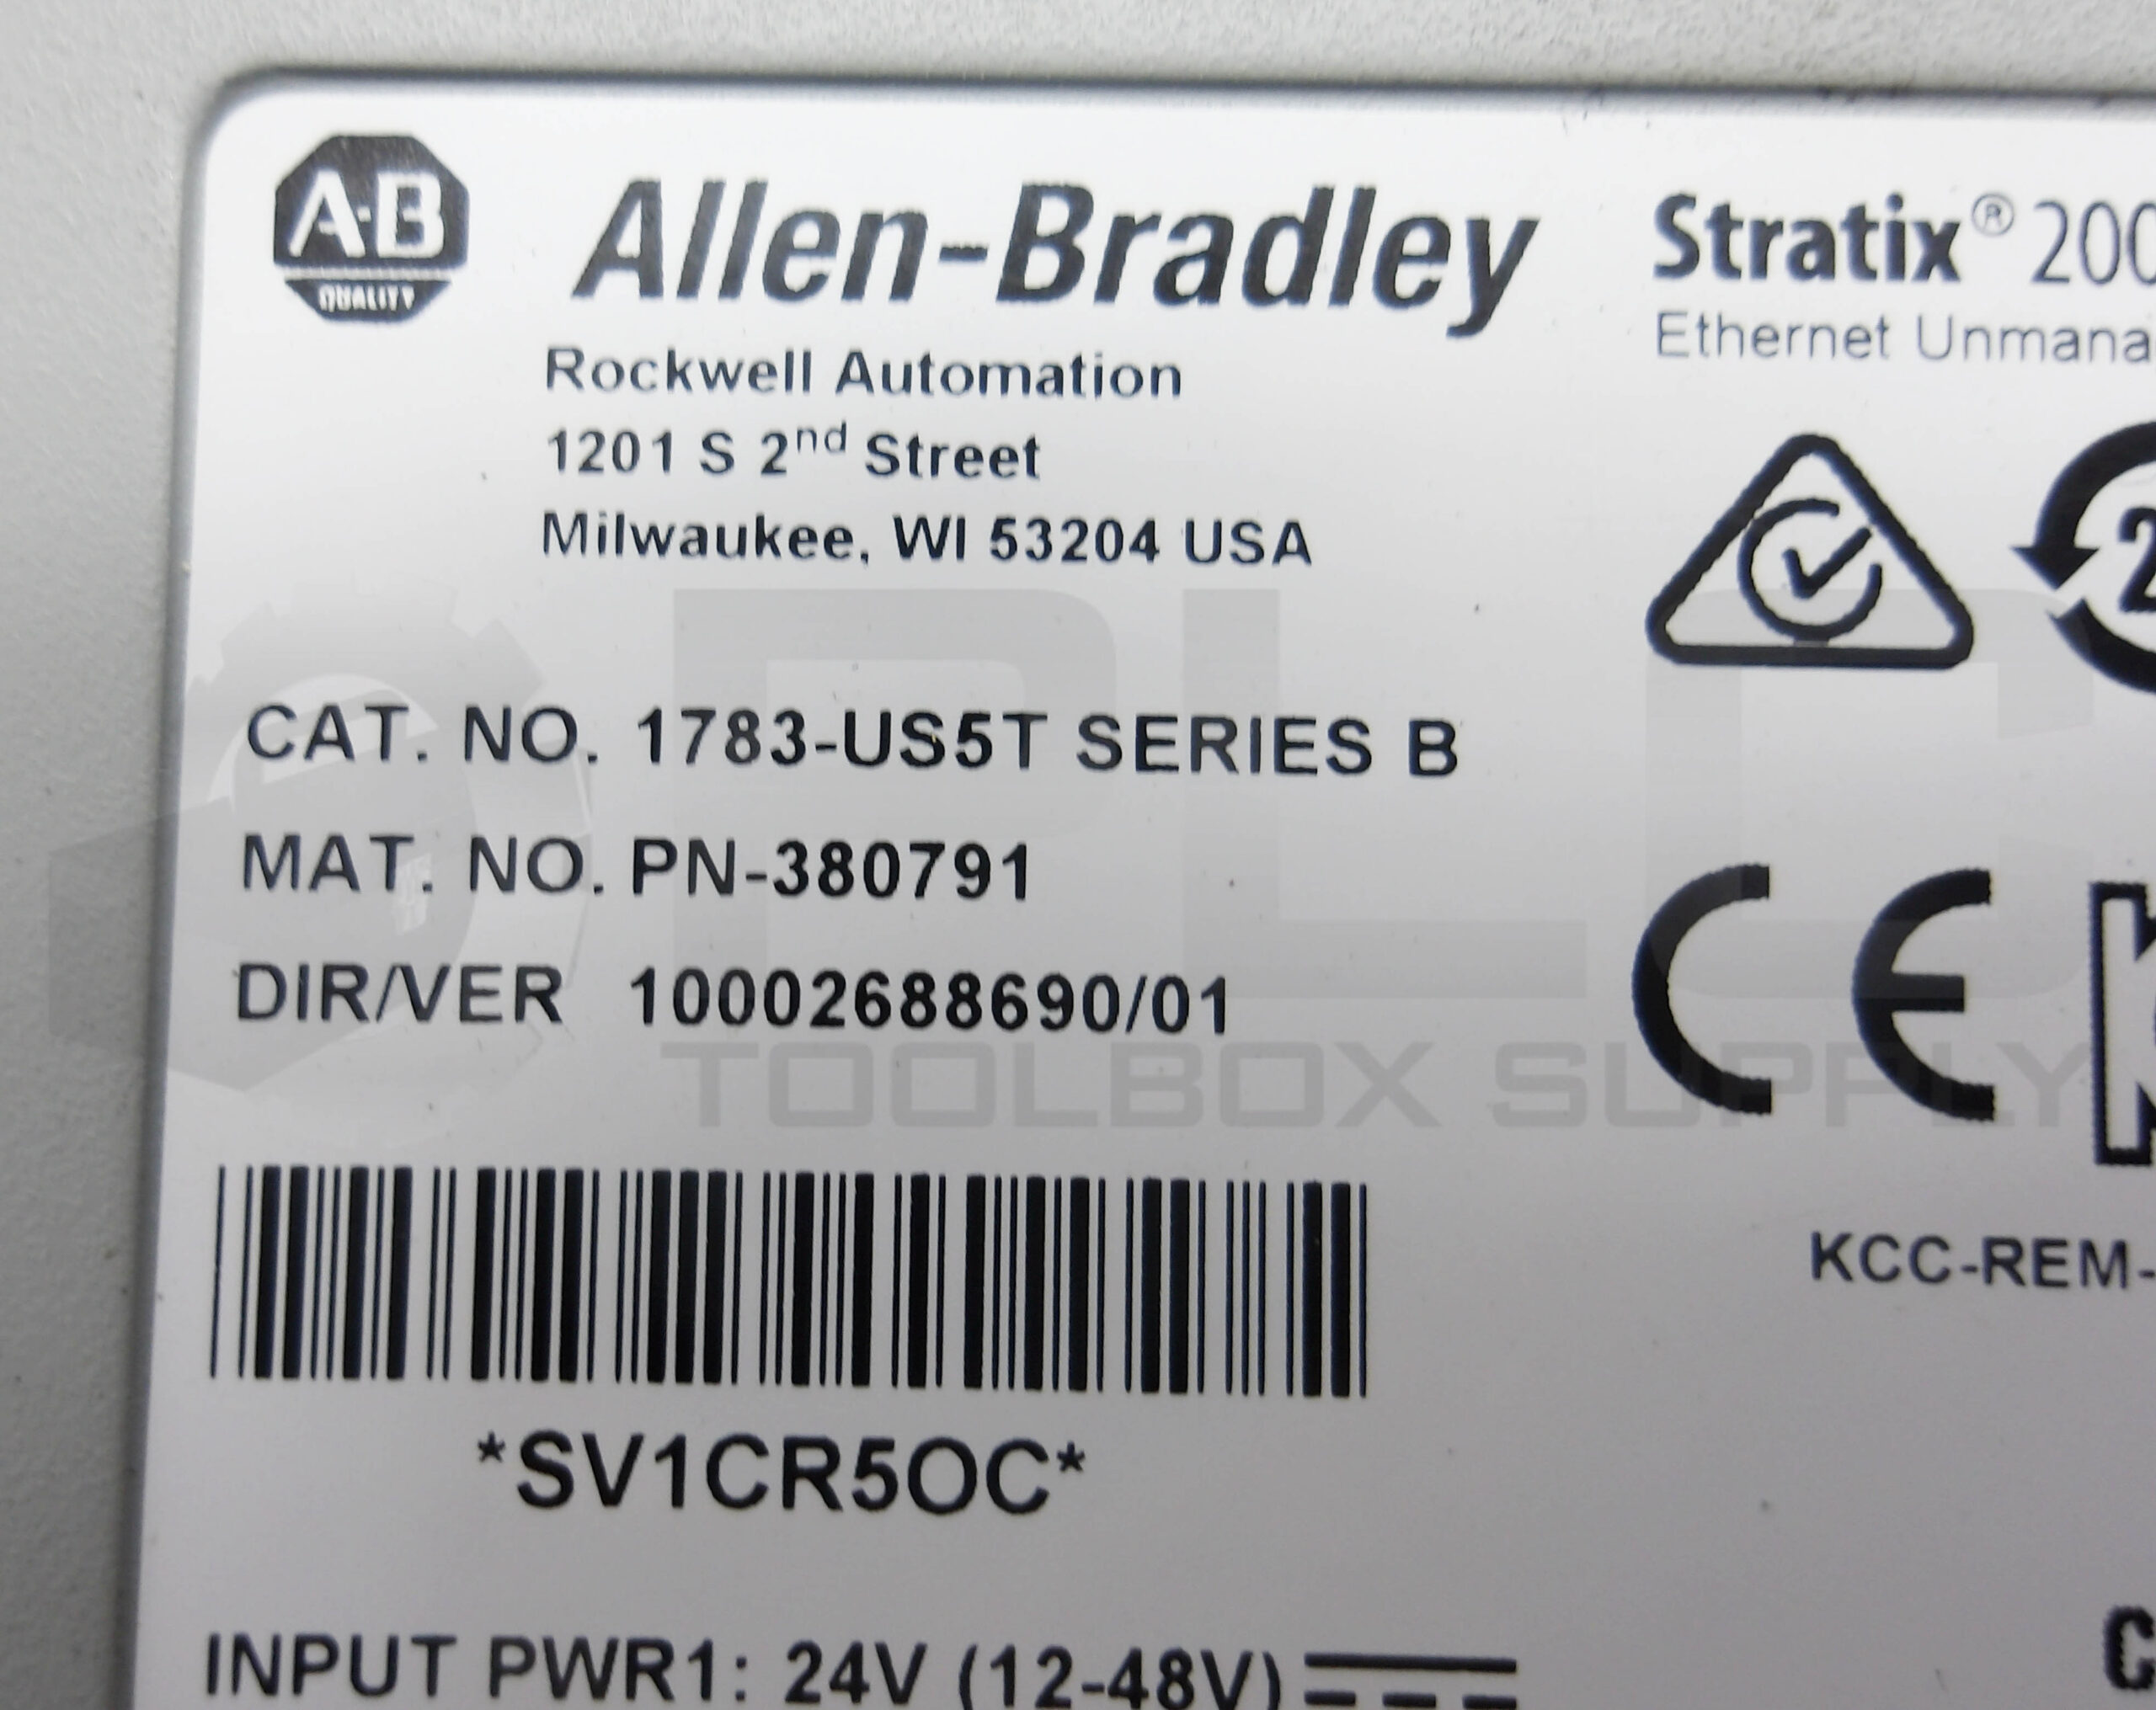 A-B
QUALITY
Allen-Bradley
Rockwell Automation
1201 S 2nd Street
Milwaukee, WI 53204 USA
Stratix® 200
Ethernet Unmana
CAT. NO. 1783-US5T SERIES B
MAT. NO. PN-380791
DIR/VER 10002688690/01
CE
KCC-REM-
*SV1CR5OC*
INPUT PWR1: 24V (12-48V)
PLC
TOOLBOX SUPPLY